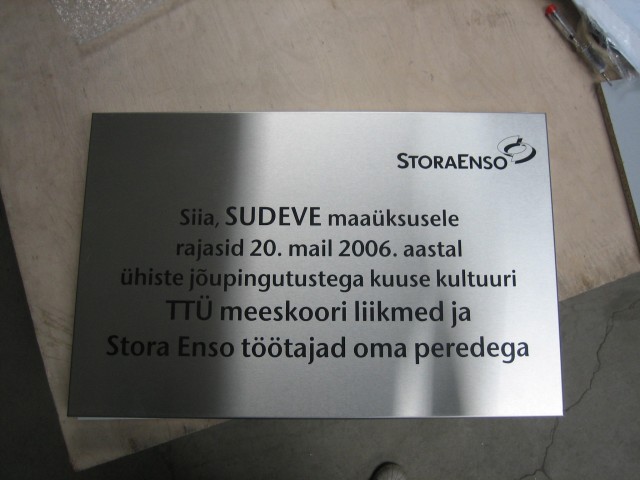 STORAENSO
Siia, SUDEVE maaüksusele
rajasid 20. mail 2006. aastal
ühiste jõupingutustega kuuse kultuuri
TTÜ meeskoori liikmed ja
Stora Enso töötajad oma peredega